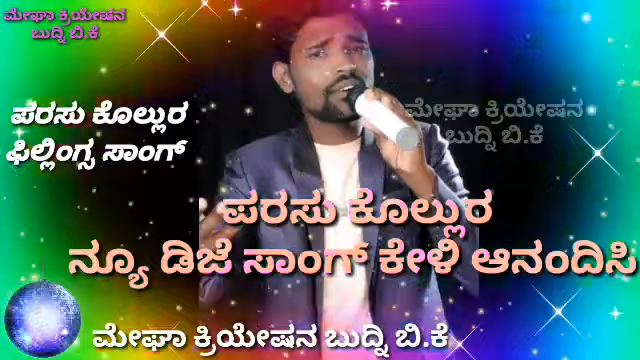 ಮೇಘಾ ಕ್ರಿಯೇಷನ
ಬುದ್ನಿ ಬಿ.ಕೆ
ಪರಸು ಕೊಲ್ಲುರ
ಫಿಲ್ಲಿಂಗ್ಸ ಸಾಂಗ್
ಮೇಘಾ ಕ್ರಿಯೇಷನ
ಬುದ್ನಿ ಬಿ.ಕೆ
ಪರಸು ಕೊಲ್ಲುರ
ನ್ಯೂ ಡಿಜೆ ಸಾಂಗ್ ಕೇಳಿ ಆನಂದಿಸಿ
ಮೇಘಾ ಕ್ರಿಯೇಷನ ಬುದ್ನಿ ಬಿ.ಕೆ